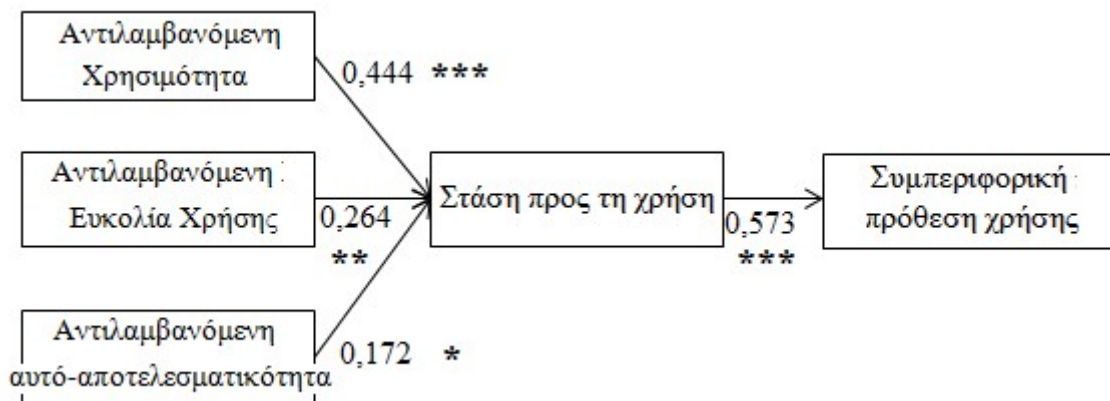 Αντιλαμβανόμενη
Χρησιμότητα
0,444 ***
Αντιλαμβανόμενη :
Ευκολία Χρήσης
0,264
**
Στάση προς τη χρήση
0,573
***
Συμπεριφορική :
πρόθεση χρήσης
Αντιλαμβανόμενη
αυτό-αποτελεσματικότητα
0,172 *